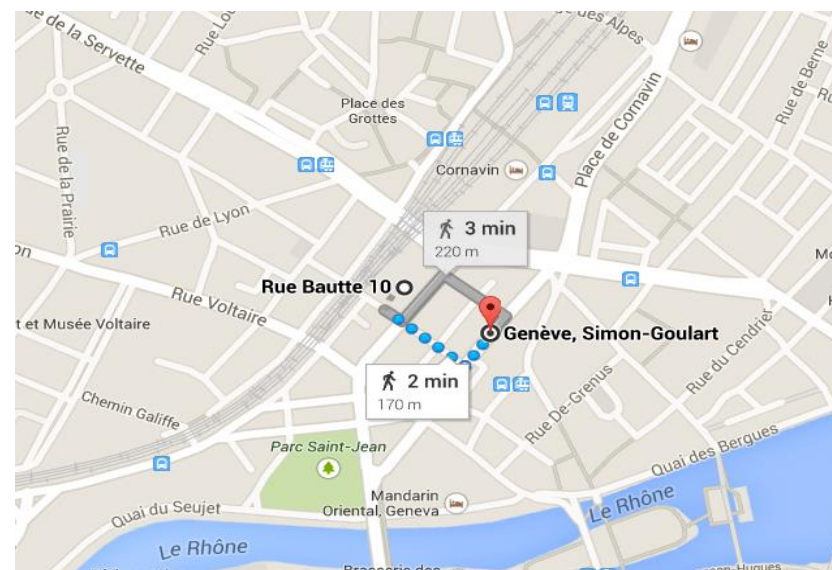 Rue de la Servette
Rue
des Alpes
Rue de Berne
Place des
Grottes
Place de Cornavin
Cornavin
Rue de la Prairie
Rue de Lyon
3 min
220 m
Rue Bautte 10
Rue Voltaire
t et Musée Voltaire
Genève, Simon-Goulart
2 min
170 m
Rue du Cendrier
Chemin Galiffe
Rue De-Grenus
Parc Saint-Jean
Quai des Bergues
Mandarin
Oriental, Geneva
Quai du Seujet
Le Rhône
Le Rhône